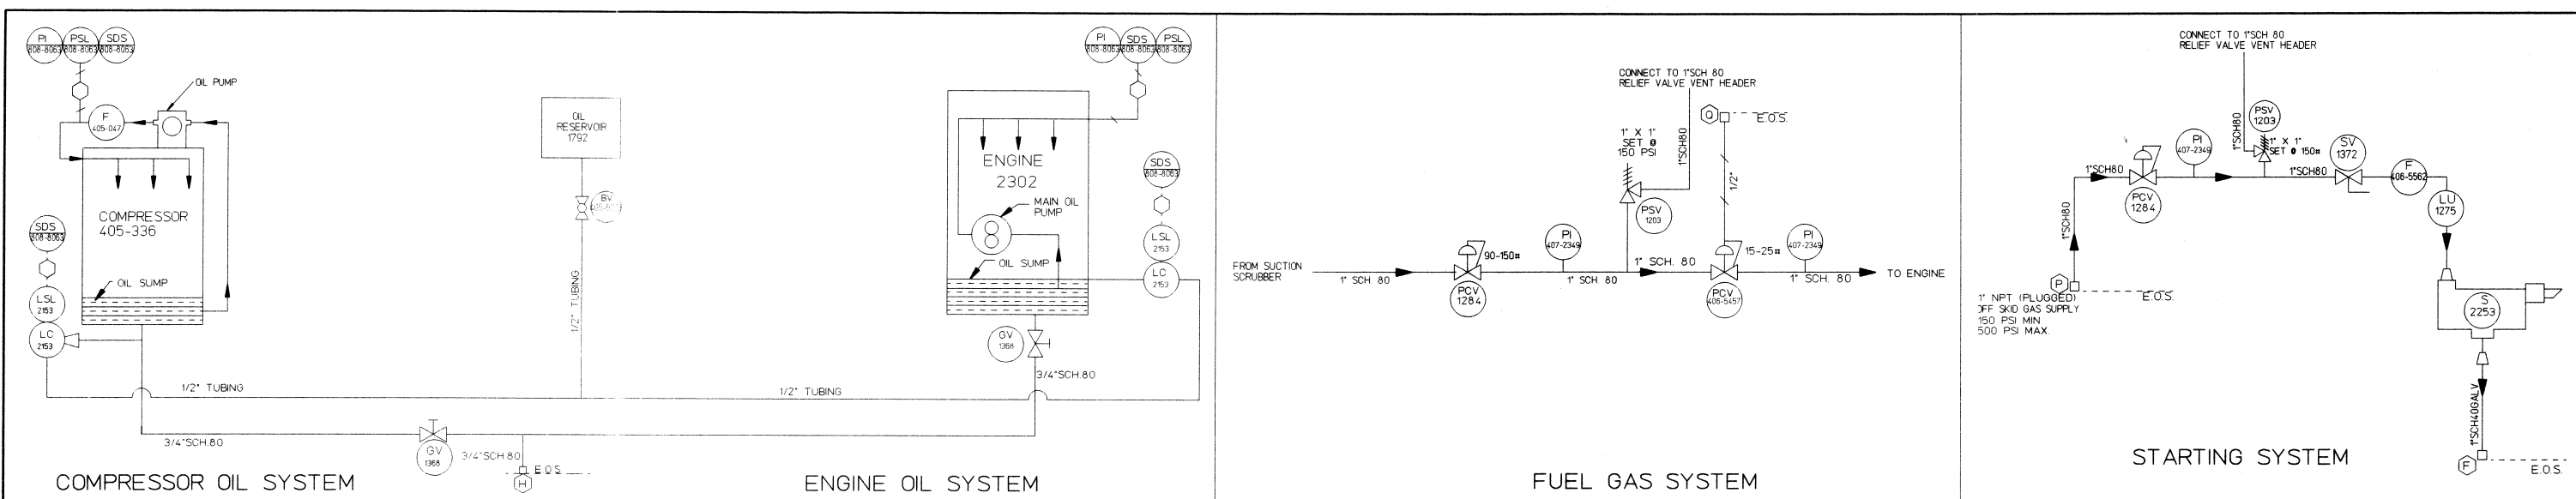 PI
808-8063
PSL
808-8063
SDS
808-8063
OIL PUMP
F
405-047
COMPRESSOR
405-336
SDS
808-8063
OIL SUMP
LSL
2153
LC
2153
1/2" TUBING
3/4"SCH.80
GV
1368
3/4"SCH.80
E.O.S.
H
COMPRESSOR OIL SYSTEM
OIL
RESERVOIR
1792
BV
1/2" TUBING
1/2" TUBING
PI
808-8063
SDS
808-8063
PSL
808-8063
ENGINE
2302
MAIN OIL
PUMP
OIL SUMP
SDS
808-8063
LSL
2153
LC
2153
GV
1368
3/4"SCH.80
ENGINE OIL SYSTEM
CONNECT TO 1"SCH 80
RELIEF VALVE VENT HEADER
Q
E.O.S.
1" X 1"
SET @
150 PSI
1"SCH80
1/2"
PSV
1203
FROM SUCTION
SCRUBBER
1" SCH. 80
90-150#
PCV
1284
PI
407-2349
1" SCH. 80
1" SCH. 80
15-25#
PCV
406-5457
PI
407-2349
1" SCH. 80
TO ENGINE
FUEL GAS SYSTEM
CONNECT TO 1"SCH 80
RELIEF VALVE VENT HEADER
1"SCH80
PSV
1203
1" X 1"
SET @ 150#
PI
407-2349
1"SCH80
PCV
1284
1"SCH80
SV
1372
F
406-5562
LU
1275
1"SCH80
P
E.O.S.
1" NPT (PLUGGED)
OFF SKID GAS SUPPLY
150 PSI MIN
500 PSI MAX.
S
2253
1"SCH40GALV
F
E.O.S.
STARTING SYSTEM